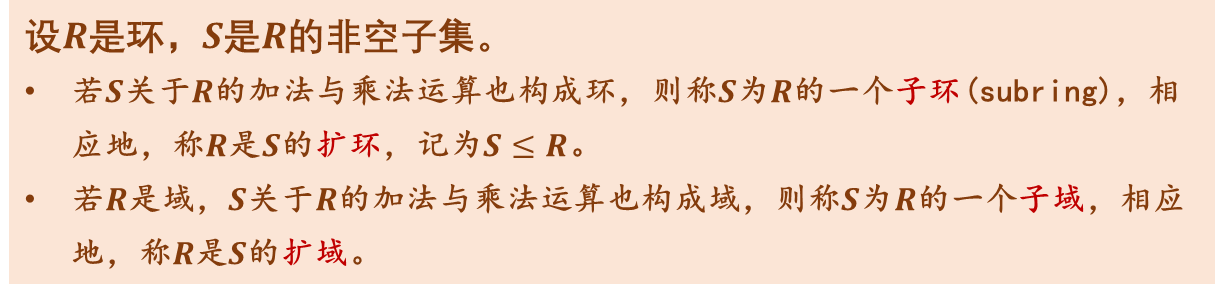 设R是环，S是R的非空子集。
• 若S关于R的加法与乘法运算也构成环，则称S为R的一个子环(subring)，相
应地，称R是S的扩环，记为S ≤ R。
• 若R是域，S关于R的加法与乘法运算也构成域，则称S为R的一个子域，相应
地，称R是S的扩域。